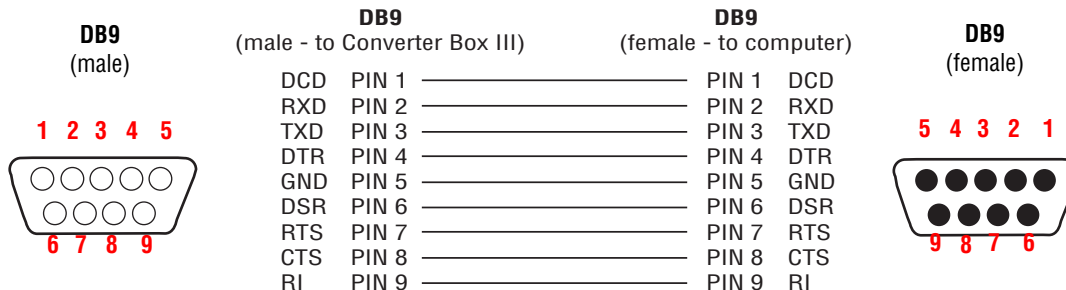 DB9
(male)
1 2 3 4 5
6 7 8 9
DB9 DB9
(male - to Converter Box III) (female - to computer)
DCD PIN 1 PIN 1 DCD
RXD PIN 2 PIN 2 RXD
TXD PIN 3 PIN 3 TXD
DTR PIN 4 PIN 4 DTR
GND PIN 5 PIN 5 GND
DSR PIN 6 PIN 6 DSR
RTS PIN 7 PIN 7 RTS
CTS PIN 8 PIN 8 CTS
RI PIN 9 PIN 9 RI
DB9
(female)
5 4 3 2 1
9 8 7 6